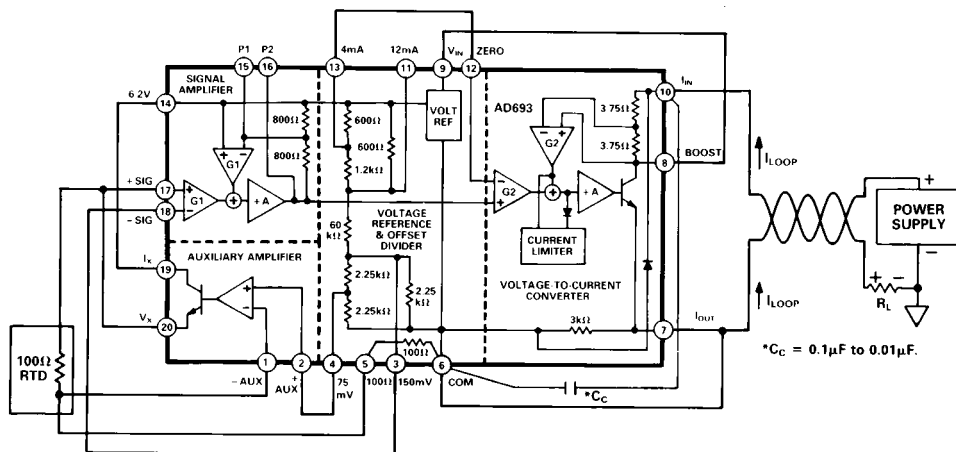 P1 P2 4mA 12mA VIN ZERO
15 16 13 11 9 12
SIGNAL
AMPLIFIER
6.2V
14
800Ω
800Ω
600Ω
600Ω
1.2kΩ
VOLT
REF
AD693
3.75Ω
3.75Ω
IIN
10
BOOST
8
+ -
G1
- +
G2
+ SIG
17
+
-
G1
+
+A
- SIG
18
-
+
G2
+
+A
CURRENT
LIMITER
60
kΩ
VOLTAGE
REFERENCE
& OFFSET
DIVIDER
AUXILIARY AMPLIFIER
IX
19
2.25kΩ
2.25
kΩ
2.25kΩ
VOLTAGE-TO-CURRENT
CONVERTER
+
-
VX
20
3kΩ
7
IOUT
100Ω
100Ω
RTD
1 2 4 5 3 6
- AUX
+
AUX
75
mV
100Ω
150mV
COM
*CC
ILOOP
ILOOP
+
POWER
SUPPLY
-
+ -
RL
*CC = 0.1μF to 0.01μF.